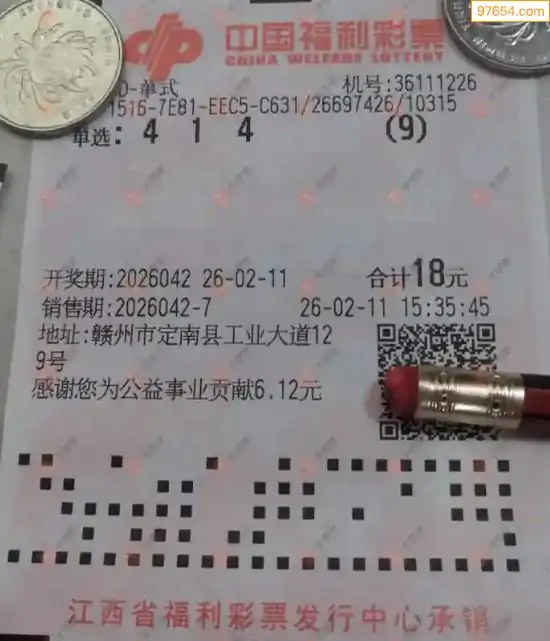 97654.com
中国福利彩票
CHINA WELFARE LOTTERY
D-单式 机号:36111226
1516-7E81-EEC5-C631/26697426/10315
单选: 4 1 4 (9)
开奖期:2026042 26-02-11 合计18元
销售期:2026042-7 26-02-11 15:35:45
地址:赣州市定南县工业大道12
9号
感谢您为公益事业贡献6.12元
江西省福利彩票发行中心承销